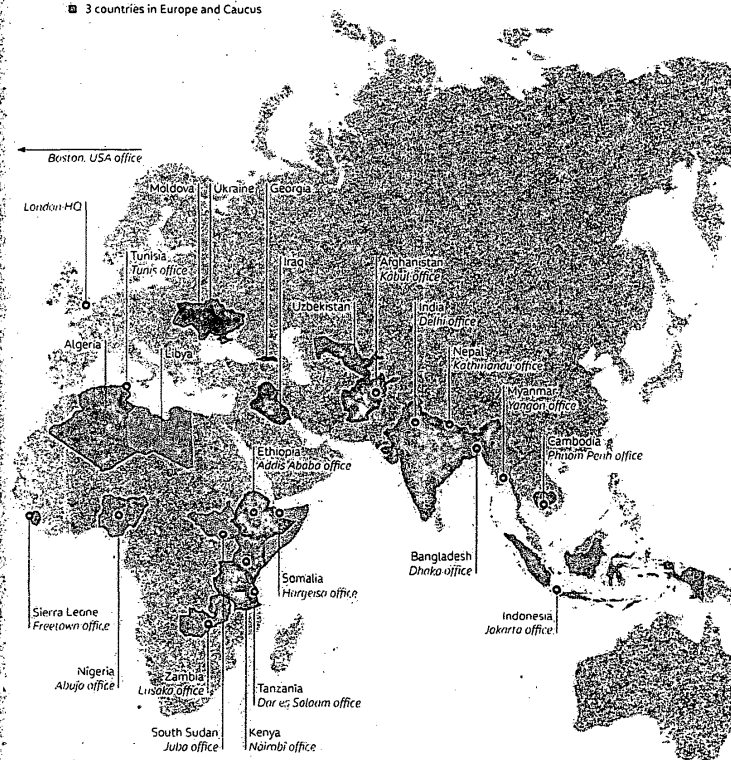 3 countries in Europe and Caucus
Boston, USA office
London HQ
Moldova
Ukraine
Georgia
Tunisia
Tunis office
Iraq
Afghanistan
Kabul office
Uzbekistan
India
Delhi office
Algeria
Libya
Nepal
Kathmandu office
Myanmar
Yangon office
Cambodia
Phnom Penh office
Ethiopia
Addis Ababa office
Bangladesh
Dhaka office
Somalia
Hargeisa office
Sierra Leone
Freetown office
Indonesia
Jakarta office
Nigeria
Abuja office
Zambia
Lusaka office
Tanzania
Dar es Salaam office
South Sudan
Juba office
Kenya
Nairobi office